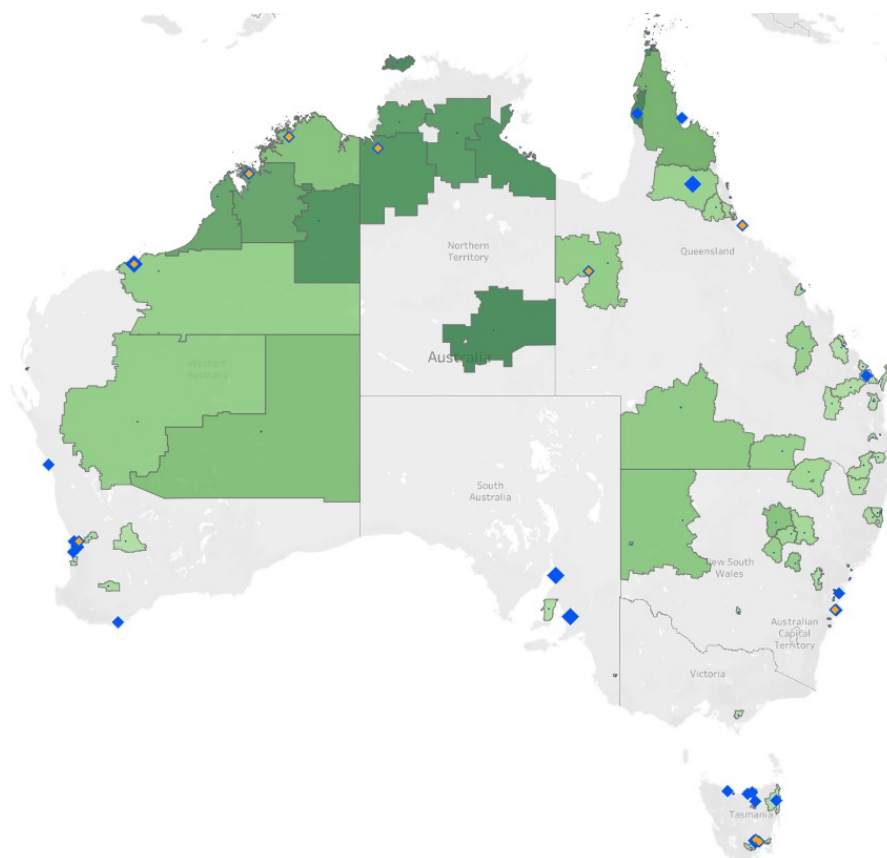 Northern
Territory
Queensland
Australia
Western
Australia
South
Australia
New South
Wales
Australian
Capital
Territory
Victoria
Tasmania